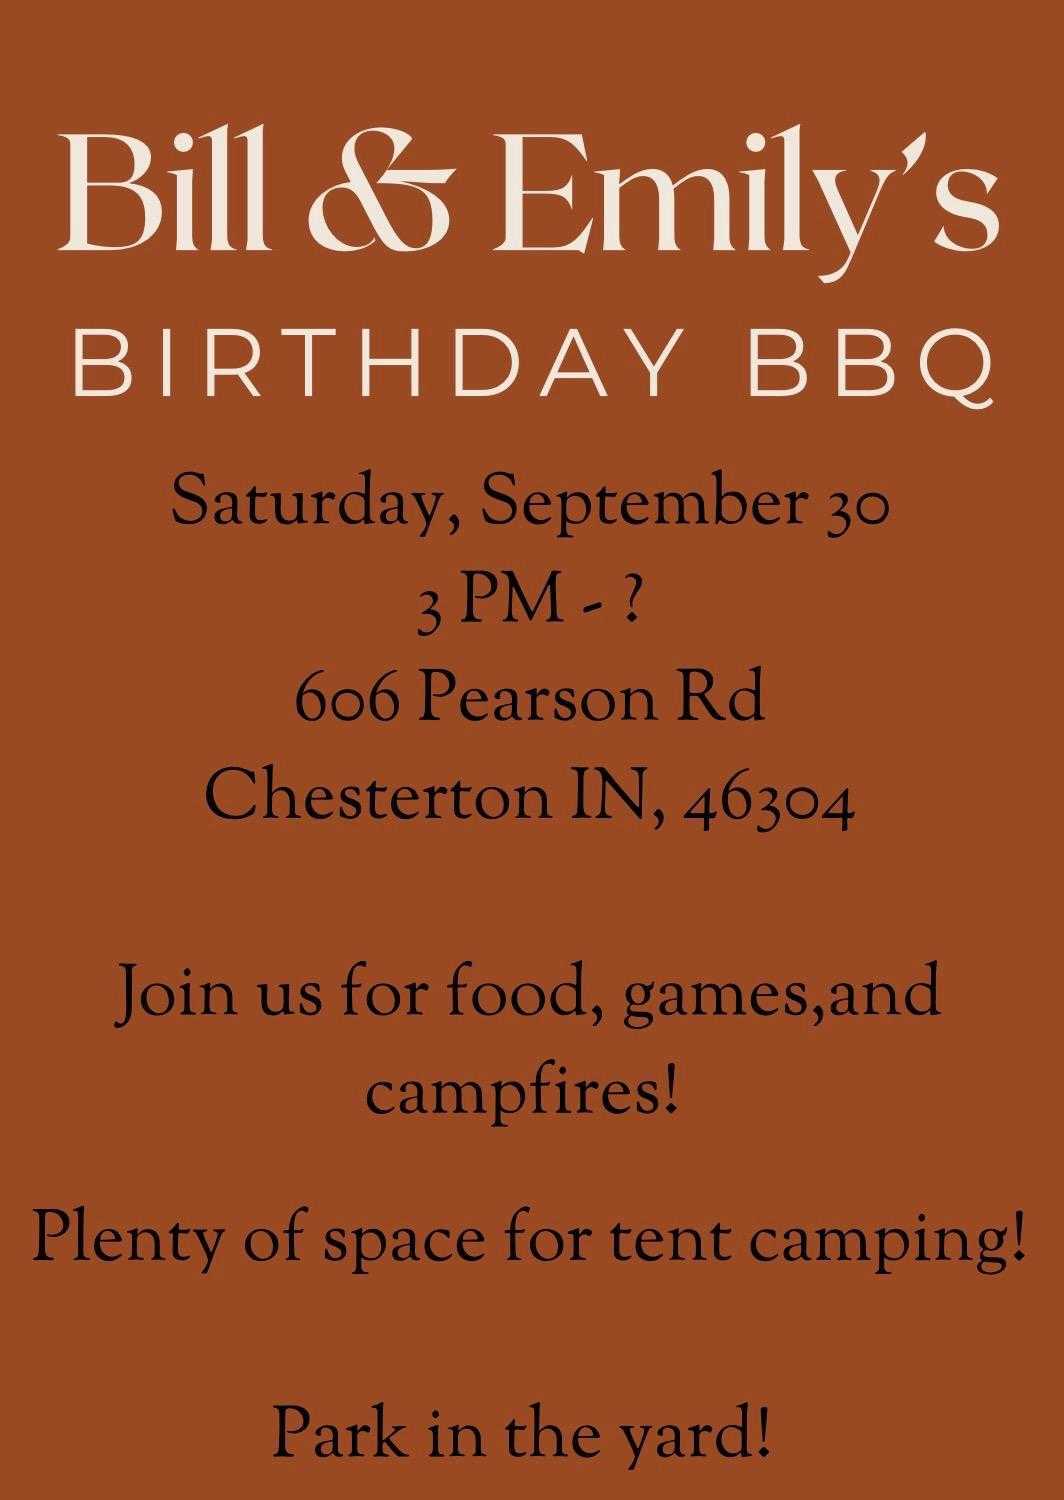 Bill & Emily's
BIRTHDAY BBQ
Saturday, September 30
3 PM - ?
606 Pearson Rd
Chesterton IN, 46304
Join us for food, games,and
campfires!
Plenty of space for tent camping!
Park in the yard!